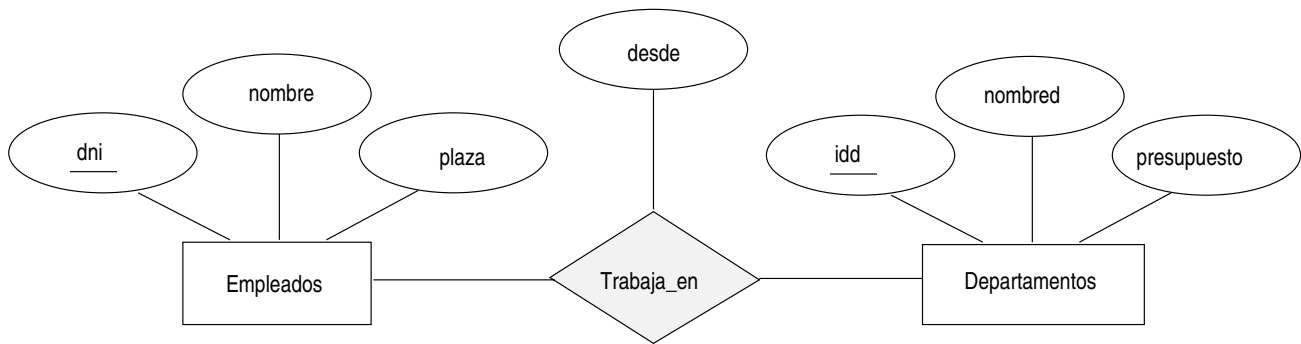 desde
nombre
nombred
dni
plaza
idd
presupuesto
Empleados
Trabaja_en
Departamentos